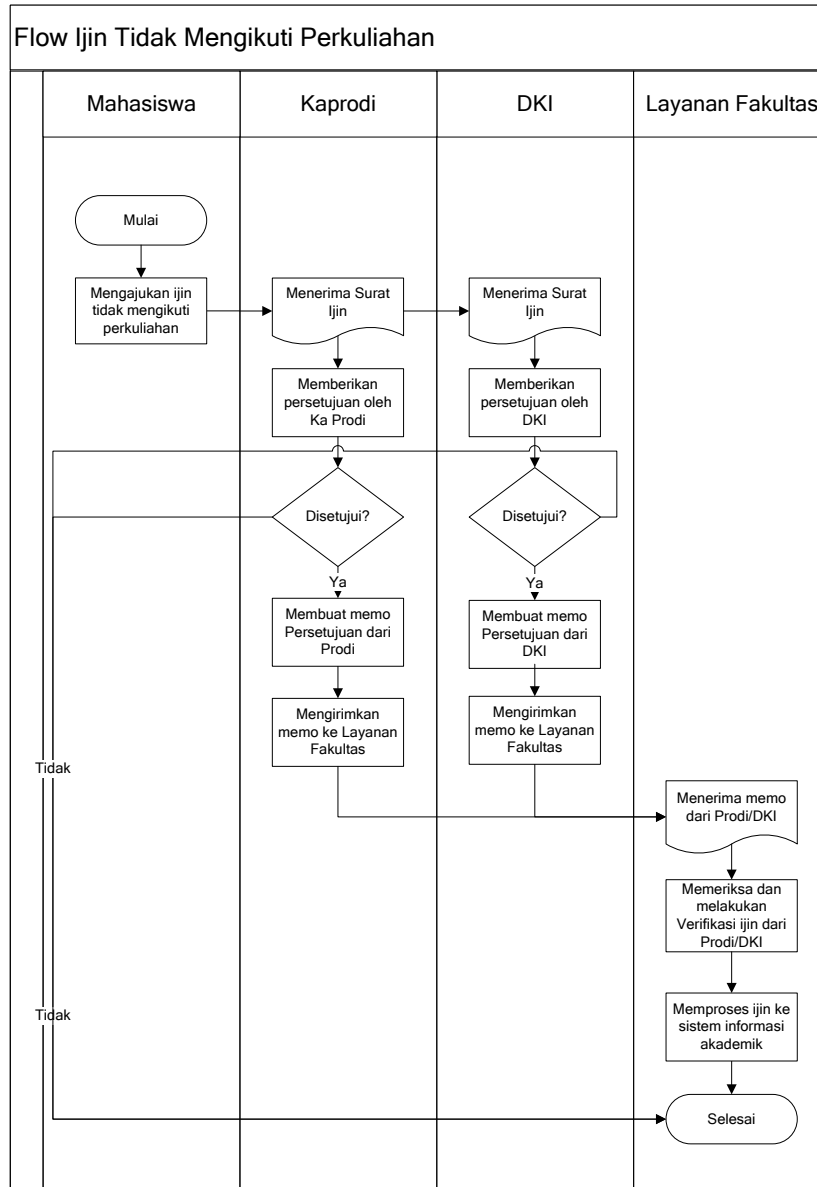 Flow Ijin Tidak Mengikuti Perkuliahan
Mahasiswa
Kaprodi
DKI
Layanan Fakultas
Mulai
Mengajukan ijin
tidak mengikuti
perkuliahan
Menerima Surat
Ijin
Menerima Surat
Ijin
Memberikan
persetujuan oleh
Ka Prodi
Memberikan
persetujuan oleh
DKI
Disetujui?
Disetujui?
Ya
Ya
Membuat memo
Persetujuan dari
Prodi
Membuat memo
Persetujuan dari
DKI
Mengirimkan
memo ke Layanan
Fakultas
Mengirimkan
memo ke Layanan
Fakultas
Tidak
Menerima memo
dari Prodi/DKI
Memeriksa dan
melakukan
Verifikasi ijin dari
Prodi/DKI
Tidak
Memproses ijin ke
sistem informasi
akademik
Selesai